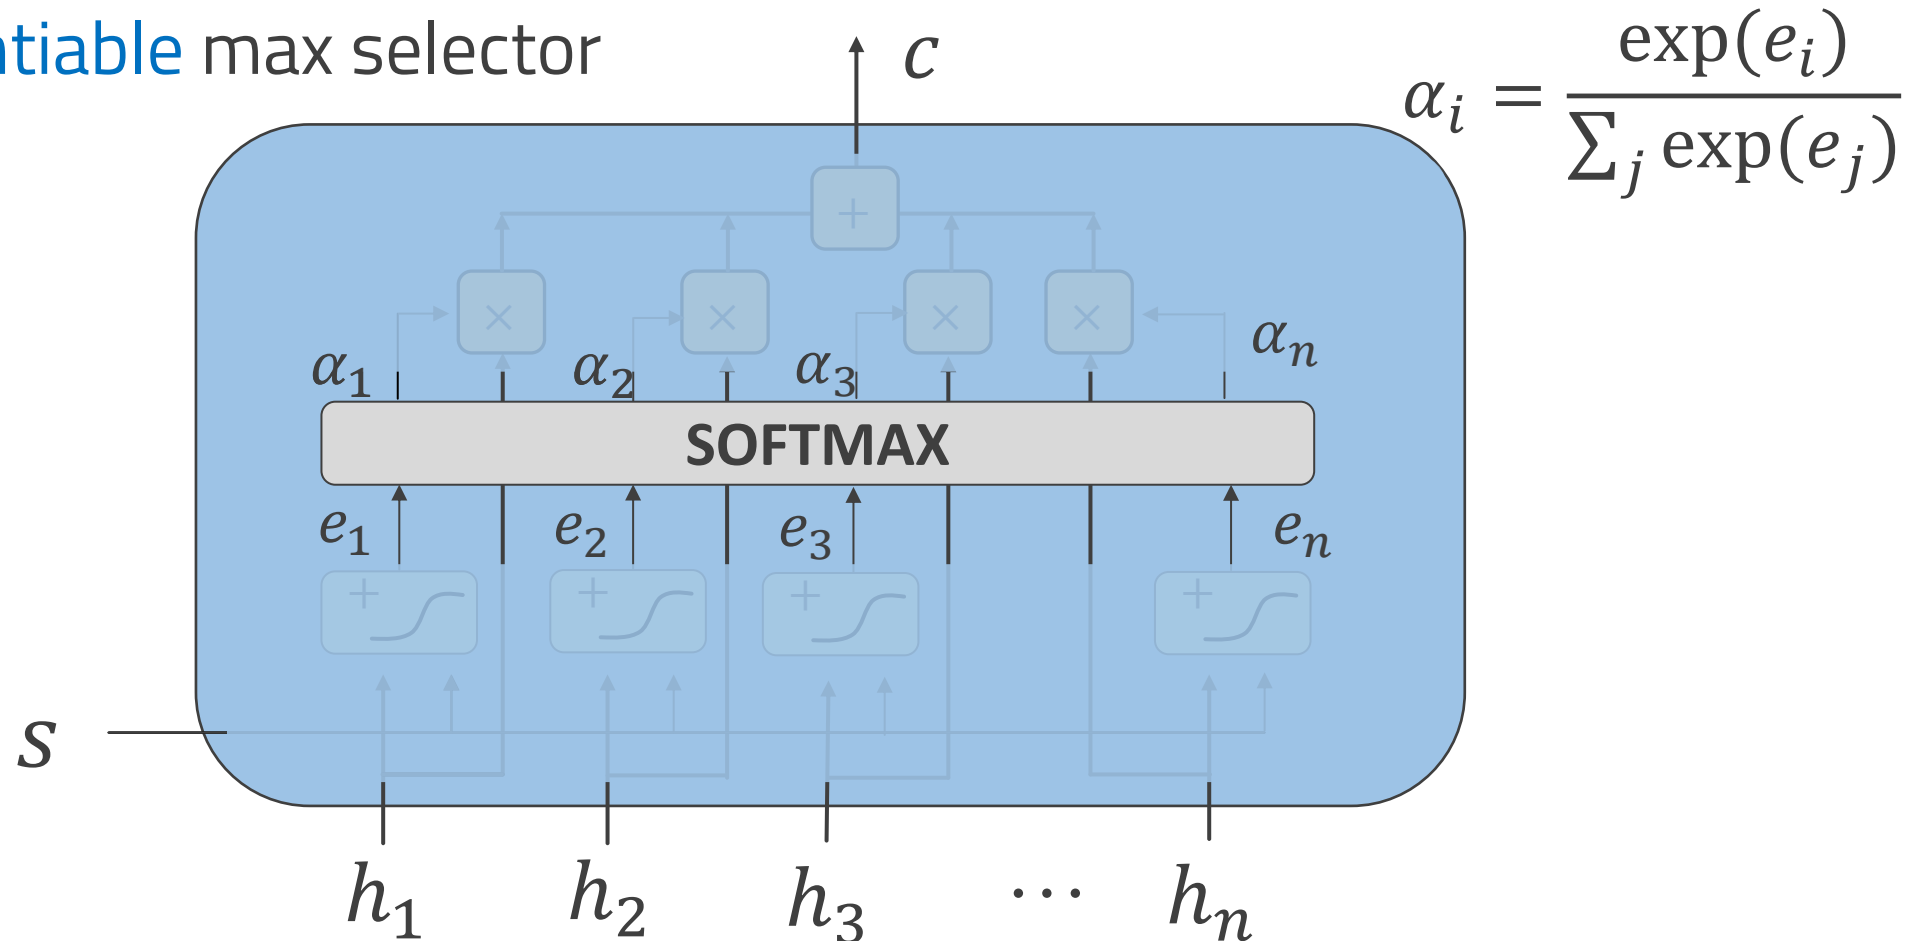 ntiable max selector
c
α_i = exp(e_i) / ∑_j exp(e_j)
+
× × × ×
α_1 α_2 α_3 α_n
SOFTMAX
e_1 e_2 e_3 e_n
+ + + +
s
h_1 h_2 h_3 ⋯ h_n